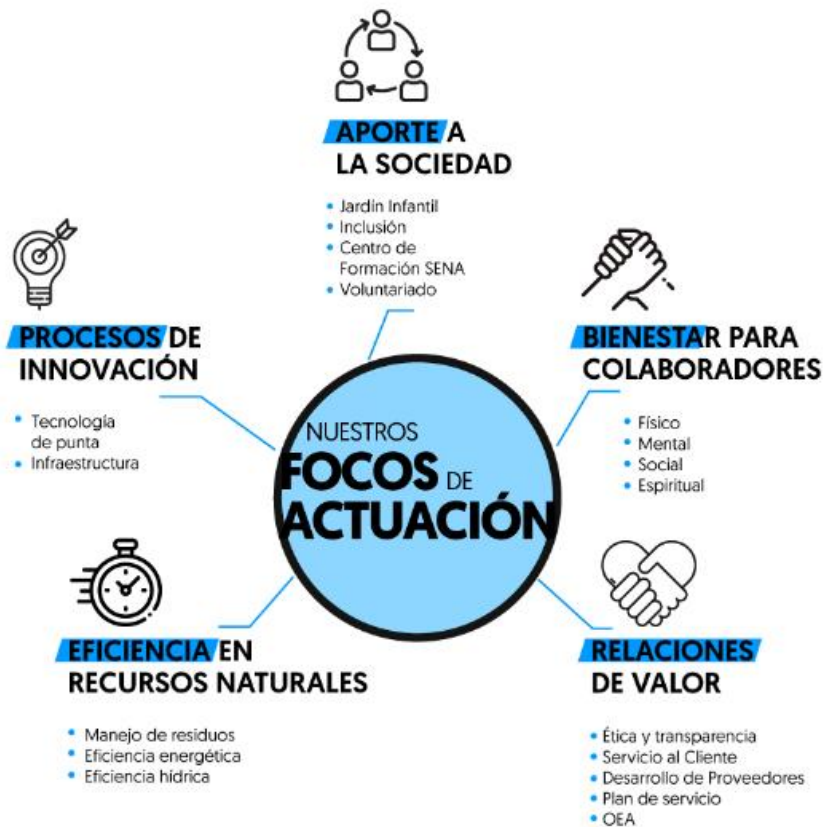 APORTE A
LA SOCIEDAD
• Jardín Infantil
• Inclusión
• Centro de
Formación SENA
• Voluntariado
PROCESOS DE
INNOVACIÓN
• Tecnología
de punta
• Infraestructura
BIENESTAR PARA
COLABORADORES
• Físico
• Mental
• Social
• Espiritual
NUESTROS
FOCOS DE
ACTUACIÓN
EFICIENCIA EN
RECURSOS NATURALES
• Manejo de residuos
• Eficiencia energética
• Eficiencia hídrica
RELACIONES
DE VALOR
• Ética y transparencia
• Servicio al Cliente
• Desarrollo de Proveedores
• Plan de servicio
• OEA